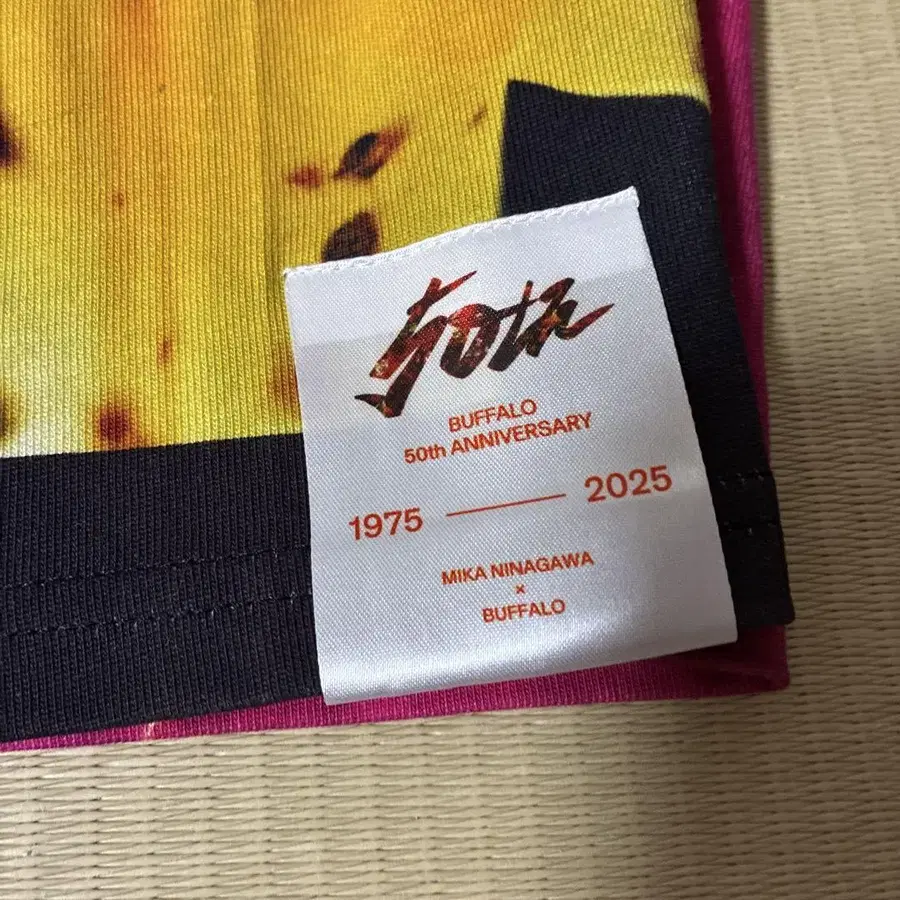 50th
BUFFALO
50th ANNIVERSARY
1975 — 2025
MIKA NINAGAWA
×
BUFFALO